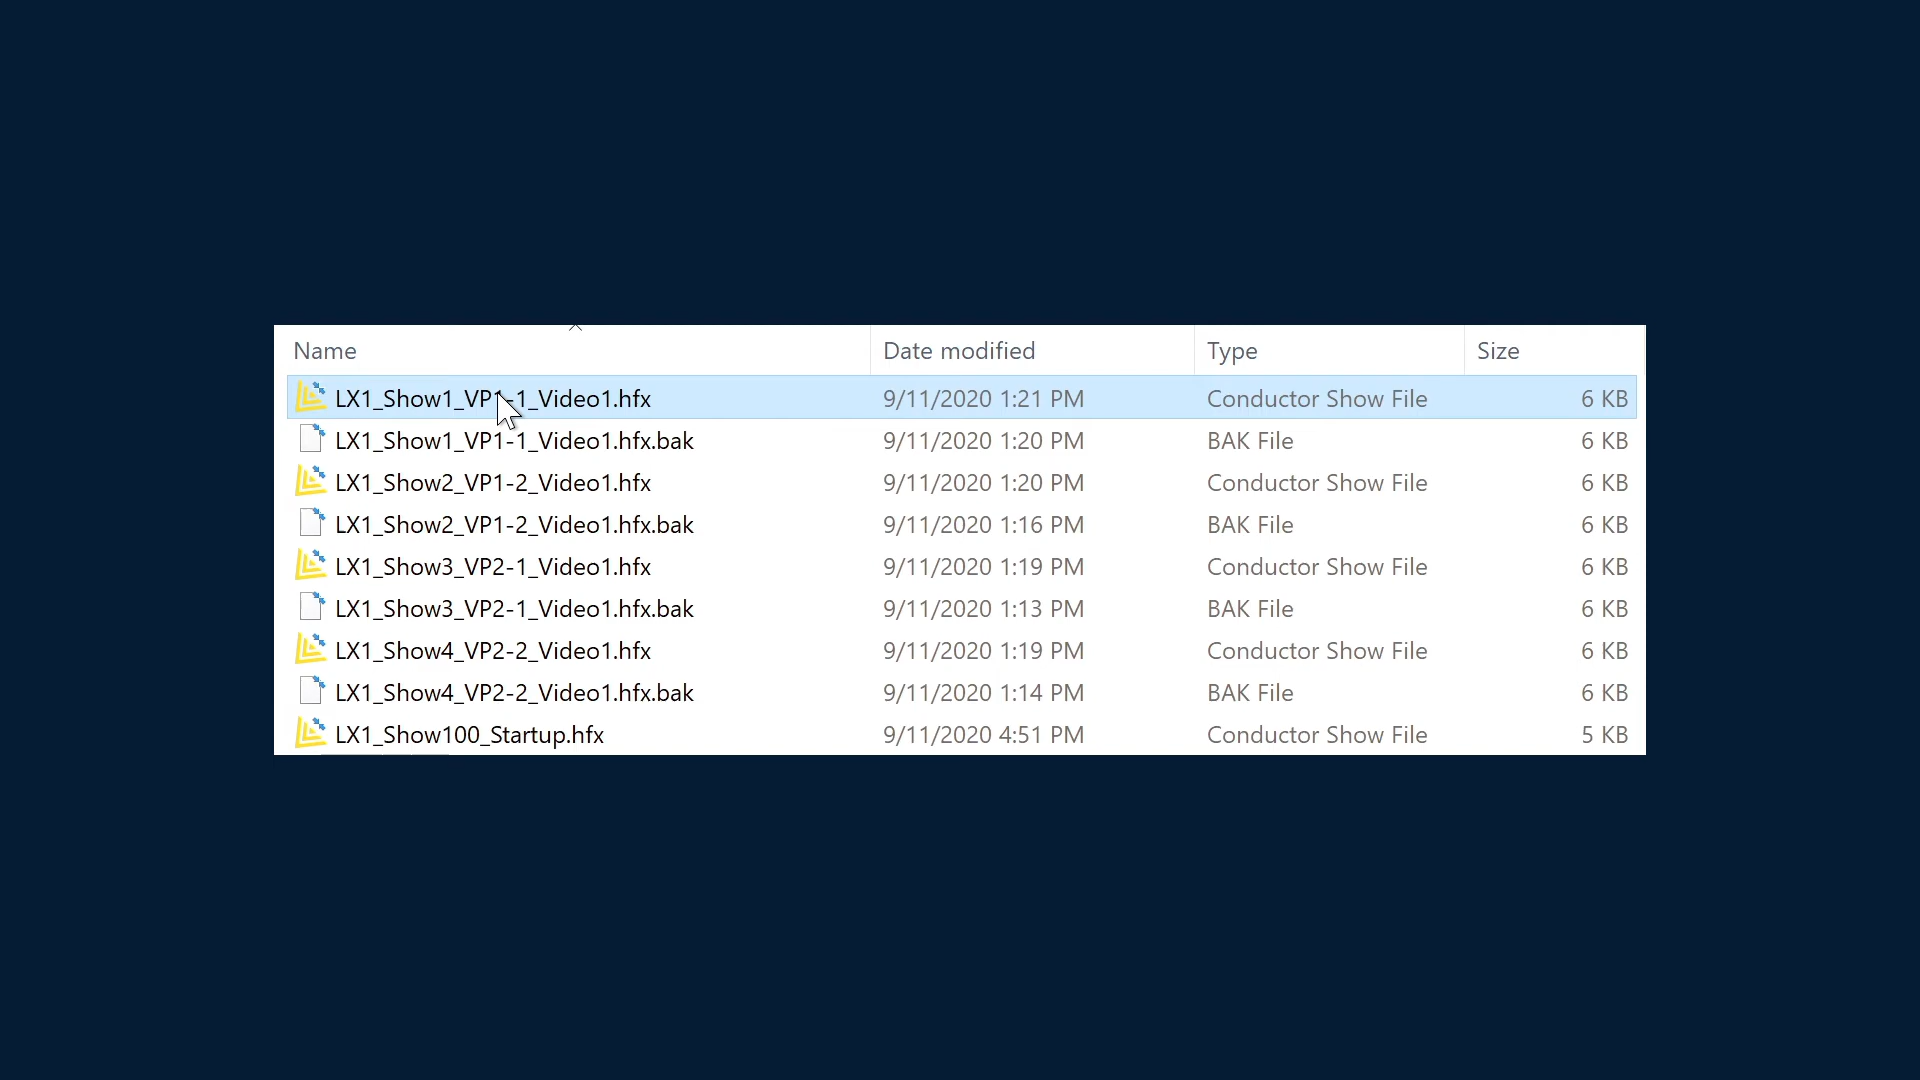 Name Date modified Type Size
LX1_Show1_VP1-1_Video1.hfx 9/11/2020 1:21 PM Conductor Show File 6 KB
LX1_Show1_VP1-1_Video1.hfx.bak 9/11/2020 1:20 PM BAK File 6 KB
LX1_Show2_VP1-2_Video1.hfx 9/11/2020 1:20 PM Conductor Show File 6 KB
LX1_Show2_VP1-2_Video1.hfx.bak 9/11/2020 1:16 PM BAK File 6 KB
LX1_Show3_VP2-1_Video1.hfx 9/11/2020 1:19 PM Conductor Show File 6 KB
LX1_Show3_VP2-1_Video1.hfx.bak 9/11/2020 1:13 PM BAK File 6 KB
LX1_Show4_VP2-2_Video1.hfx 9/11/2020 1:19 PM Conductor Show File 6 KB
LX1_Show4_VP2-2_Video1.hfx.bak 9/11/2020 1:14 PM BAK File 6 KB
LX1_Show100_Startup.hfx 9/11/2020 4:51 PM Conductor Show File 5 KB